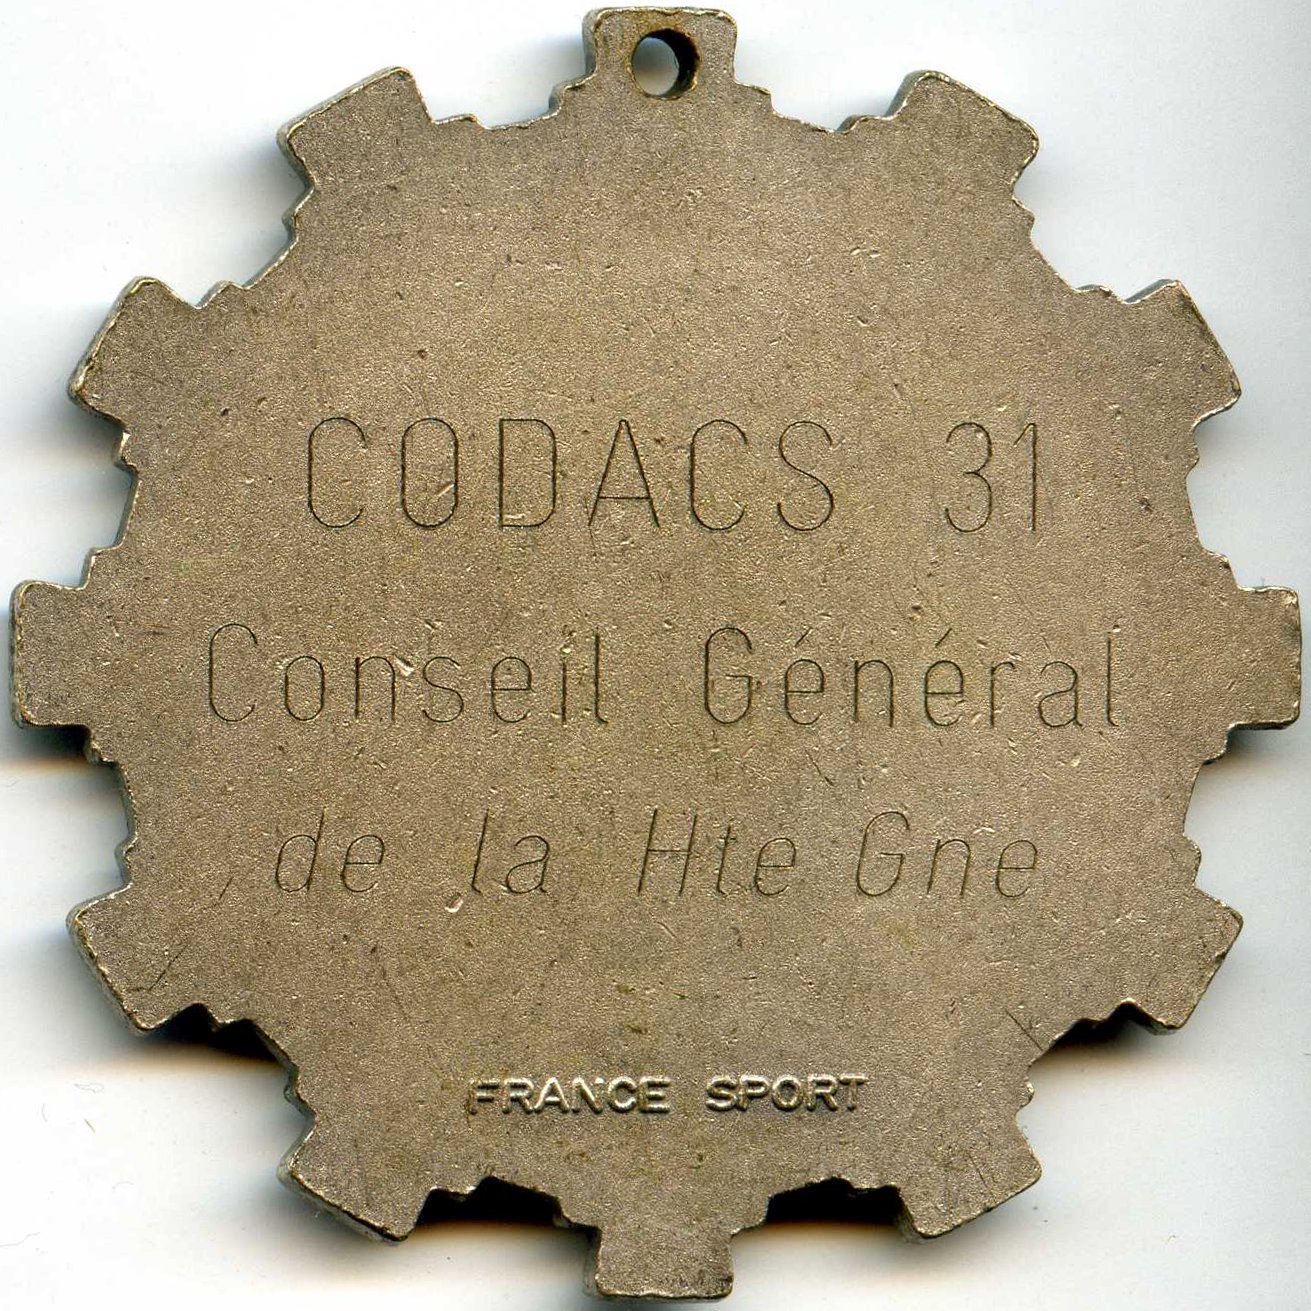 CODACS 31
Conseil Général
de la Hte Gne
FRANCE SPORT